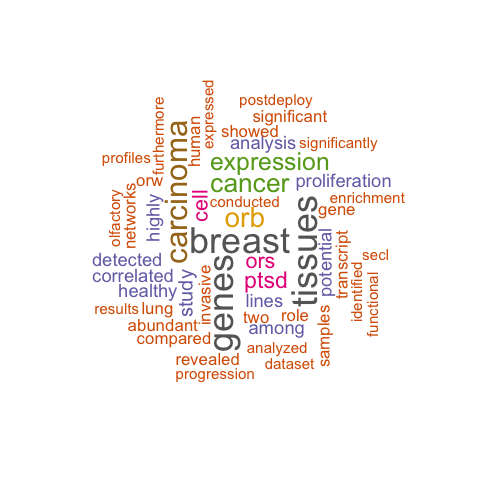 postdeploy
significant
showed
analysis
significantly
furthermore
human
expressed
profiles
carcinoma
expression
cancer
proliferation
orw
cell
conducted
enrichment
olfactory
networks
highly
orb
gene
breast
tissues
detected
ors
potential
transcript
secl
correlated
ptsd
identified
functional
healthy
study
invasive
genes
lines
results
lung
two
role
abundant
among
samples
compared
analyzed
revealed
dataset
progression